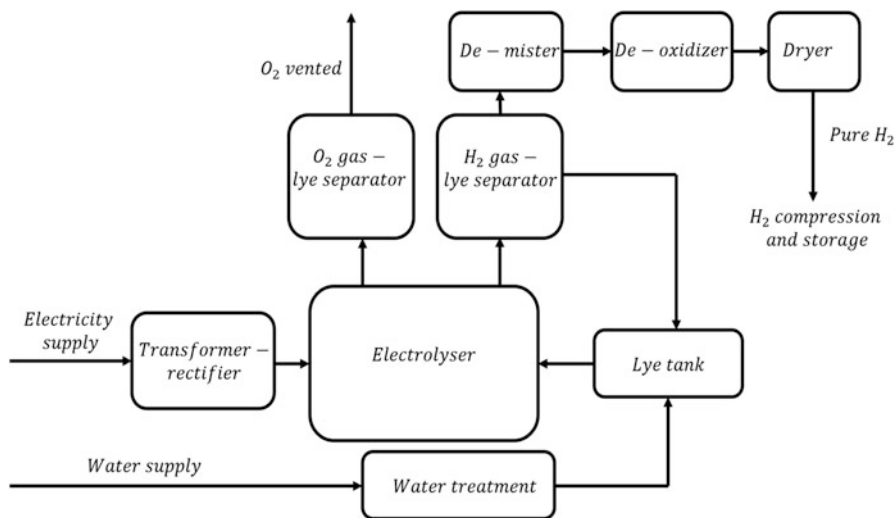 O₂ vented
De − mister
De − oxidizer
Dryer
Pure H₂
H₂ compression
and storage
O₂ gas −
lye separator
H₂ gas −
lye separator
Electricity
supply
Transformer −
rectifier
Electrolyser
Lye tank
Water supply
Water treatment